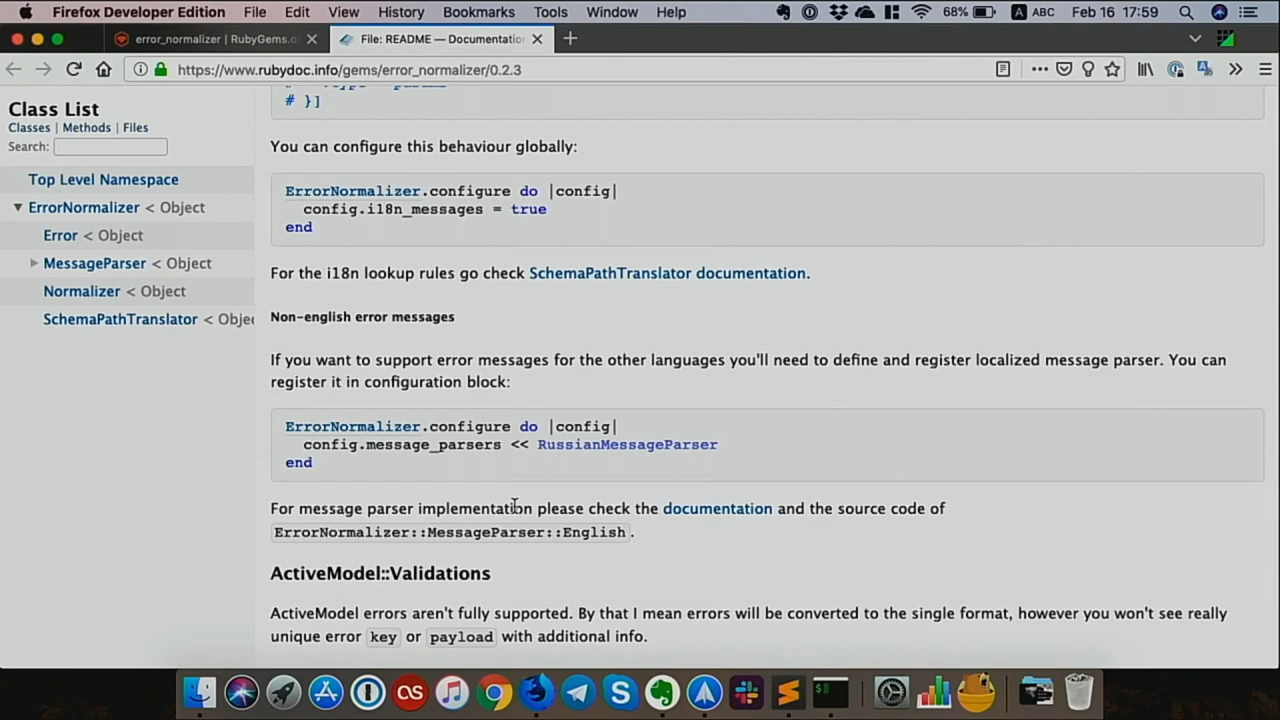 Firefox Developer Edition File Edit View History Bookmarks Tools Window Help 68% A ABC Feb 16 17:59
error_normalizer | RubyGems.o
File: README — Documentation
https://www.rubydoc.info/gems/error_normalizer/0.2.3
Class List
Classes | Methods | Files
Search:
Top Level Namespace
ErrorNormalizer < Object
Error < Object
MessageParser < Object
Normalizer < Object
SchemaPathTranslator < Obje
# }]
You can configure this behaviour globally:
ErrorNormalizer.configure do |config|
config.i18n_messages = true
end
For the i18n lookup rules go check SchemaPathTranslator documentation.
Non-english error messages
If you want to support error messages for the other languages you'll need to define and register localized message parser. You can
register it in configuration block:
ErrorNormalizer.configure do |config|
config.message_parsers << RussianMessageParser
end
For message parser implementation please check the documentation and the source code of
ErrorNormalizer::MessageParser::English.
ActiveModel::Validations
ActiveModel errors aren't fully supported. By that I mean errors will be converted to the single format, however you won't see really
unique error key or payload with additional info.